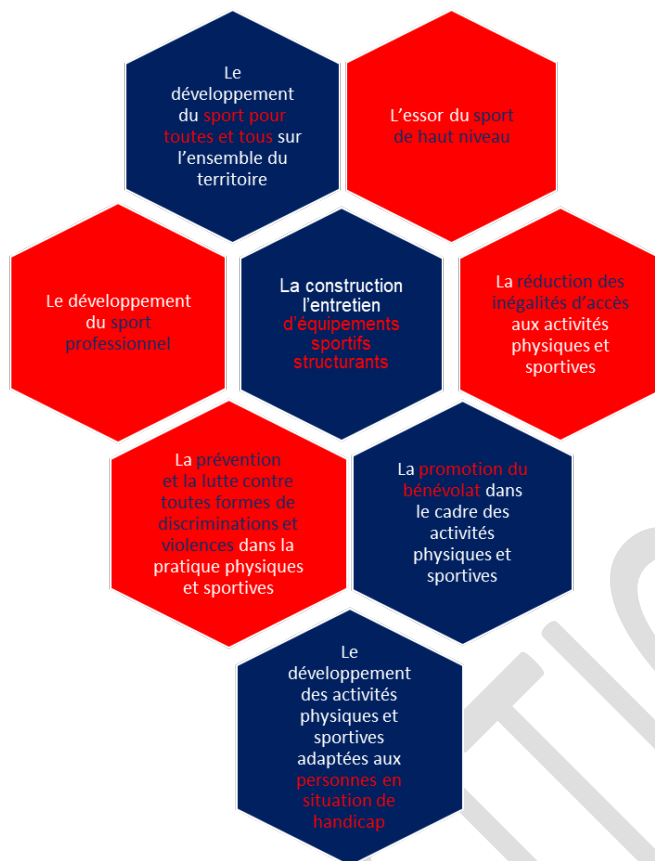 Le
développement
du sport pour
toutes et tous sur
l'ensemble du
territoire
L'essor du sport
de haut niveau
Le développement
du sport
professionnel
La construction
l'entretien
d'équipements
sportifs
structurants
La réduction des
inégalités d'accès
aux activités
physiques et
sportives
La prévention
et la lutte contre
toutes formes de
discriminations et
violences dans la
pratique physiques
et sportives
La promotion du
bénévolat dans
le cadre des
activités
physiques et
sportives
Le
développement
des activités
physiques et
sportives
adaptées aux
personnes en
situation de
handicap